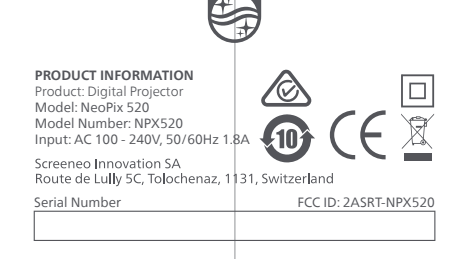 PRODUCT INFORMATION
Product: Digital Projector
Model: NeoPix 520
Model Number: NPX520
Input: AC 100 - 240V, 50/60Hz 1.8A
10
CE
Screeneo Innovation SA
Route de Lully 5C, Tolochenaz, 1131, Switzerland
Serial Number
FCC ID: 2ASRT-NPX520